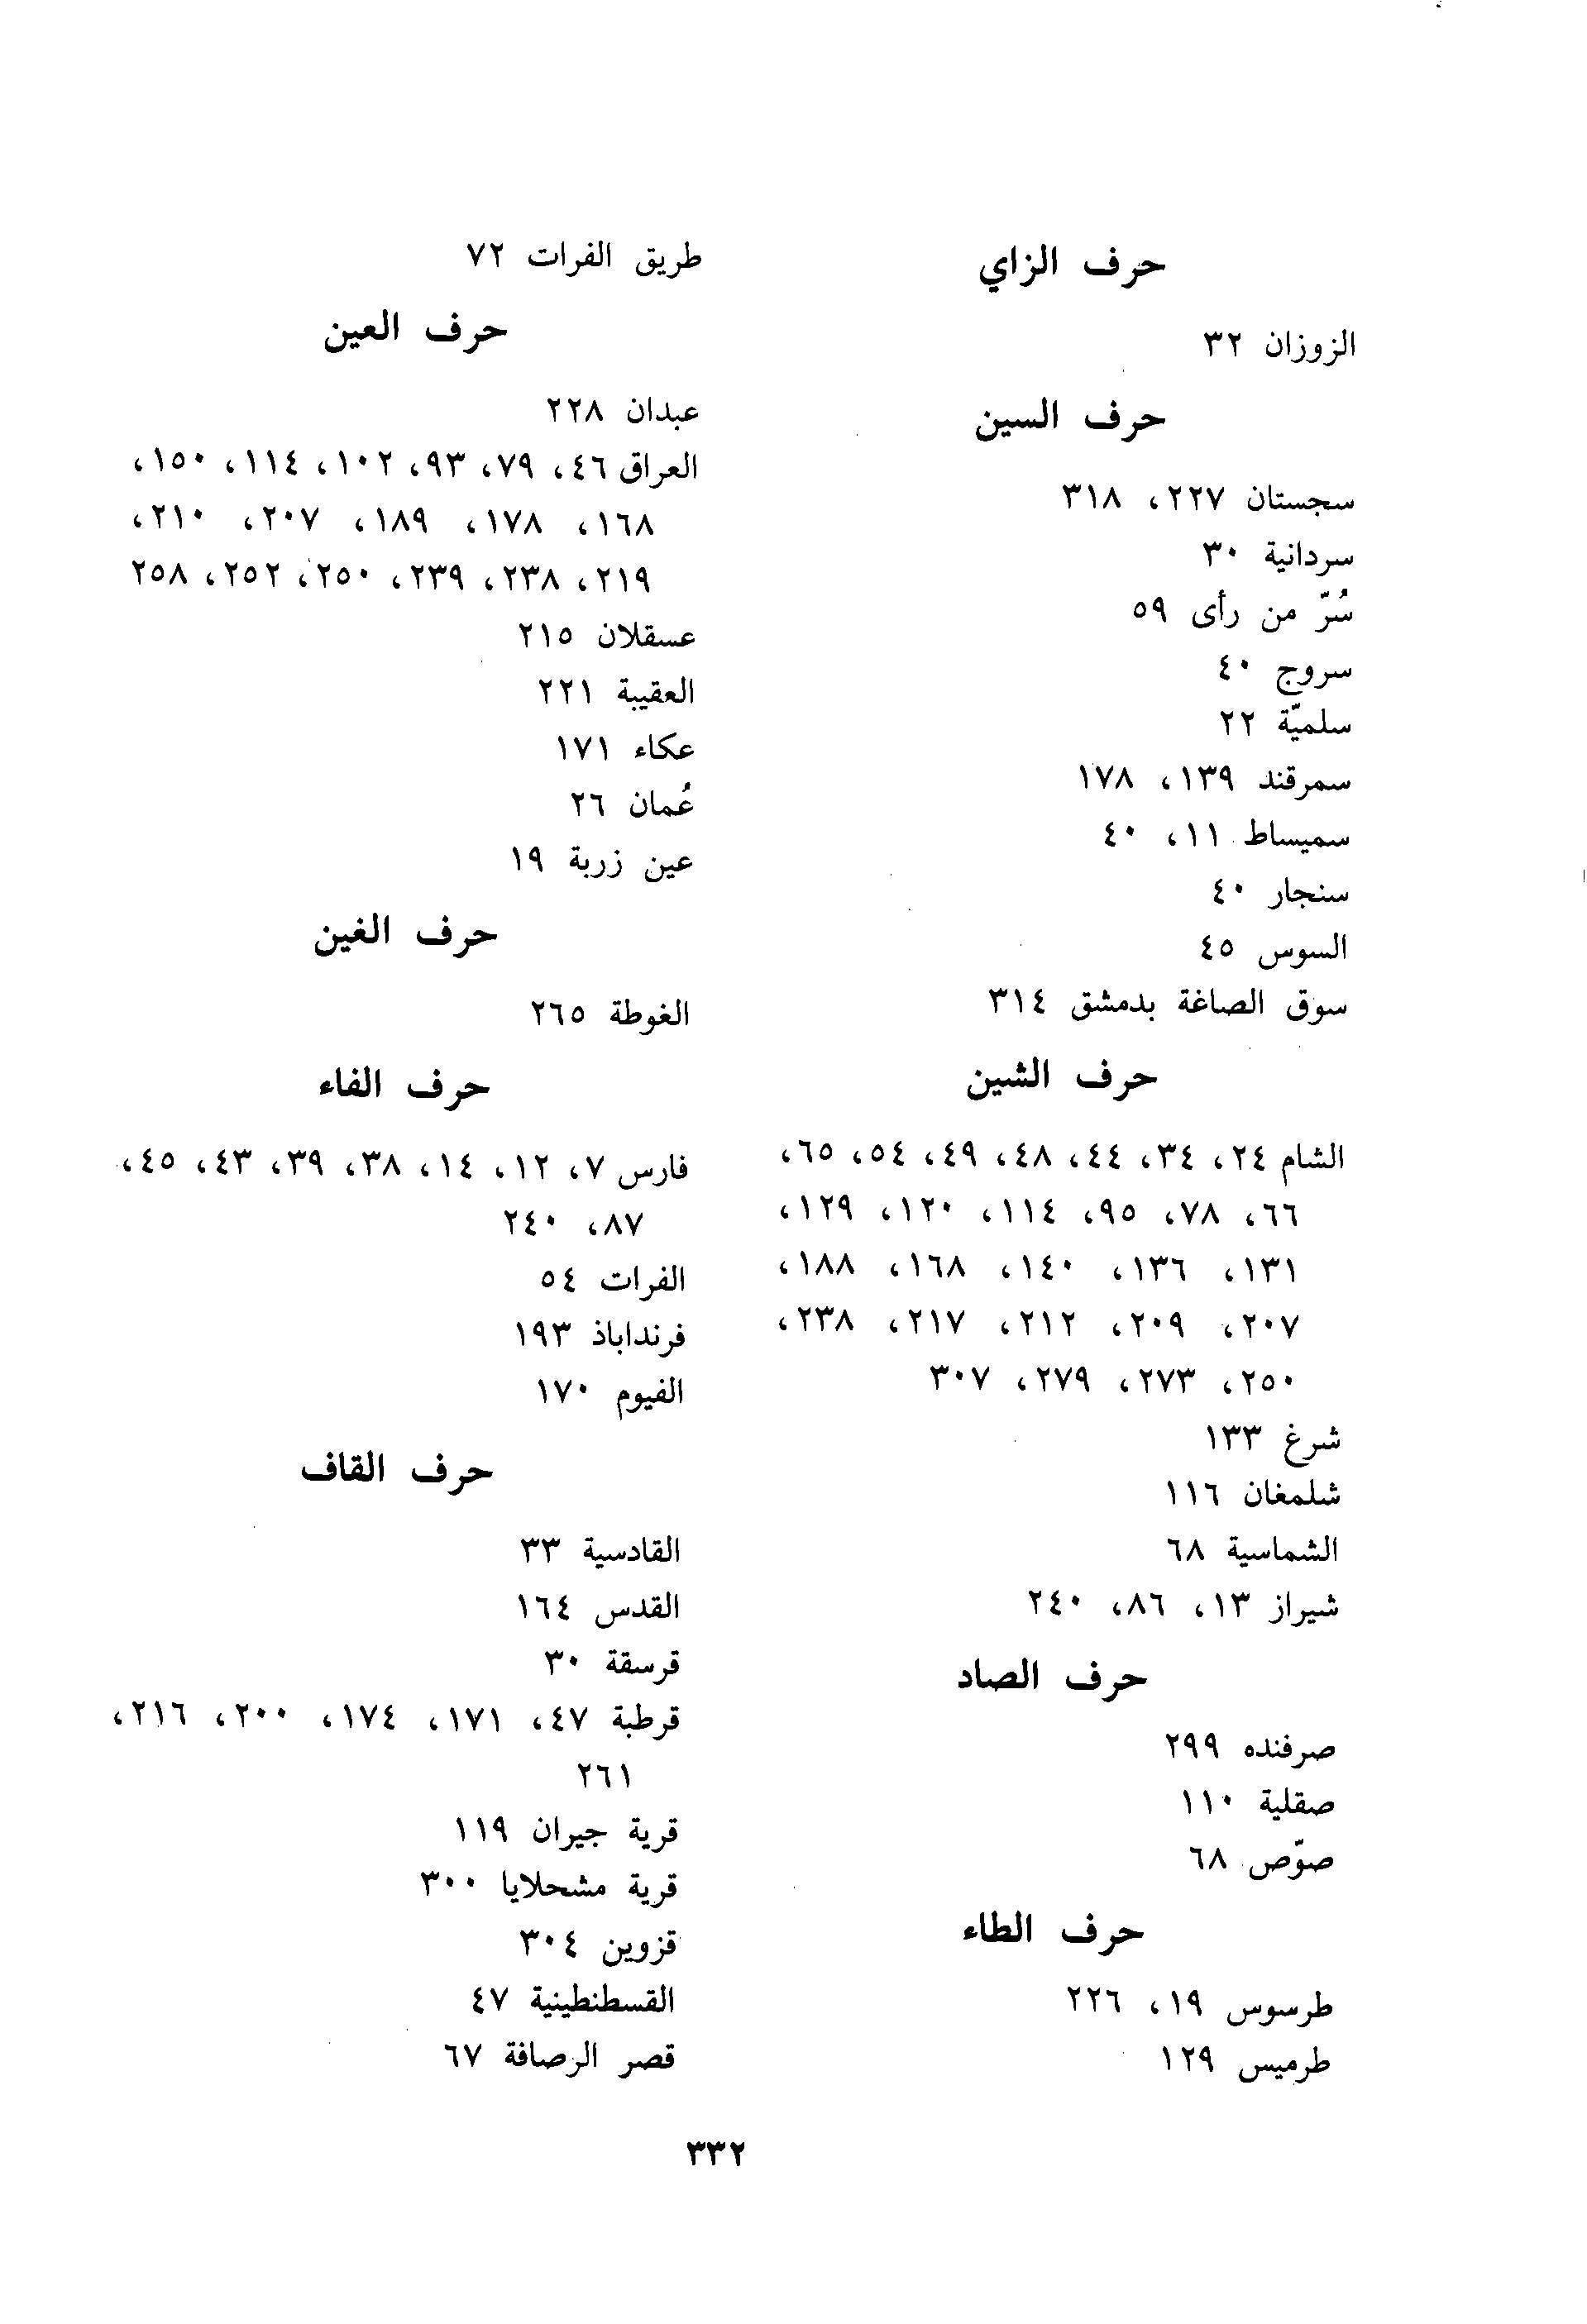 حرف الزاي
الزوزان ٣٢
حرف السين
سجستان ٢٢٧، ٣١٨
سردانية ٣٠
سُرّ من رأى ٥٩
سروج ٤٠
سلميّة ٢٢
سمرقند ١٣٩، ١٧٨
سميساط ١١، ٤٠
سنجار ٤٠
السوس ٤٥
سوق الصاغة بدمشق ٣١٤
حرف الشين
الشام ٢٤، ٣٤، ٤٤، ٤٨، ٤٩، ٥٤، ٦٥،
٦٦، ٧٨، ٩٥، ١١٤، ١٢٠، ١٢٩،
١٣١، ١٣٦، ١٤٠، ١٦٨، ١٨٨،
٢٠٧، ٢٠٩، ٢١٢، ٢١٧، ٢٣٨،
٢٥٠، ٢٧٣، ٢٧٩، ٣٠٧
شرغ ١٣٣
شلمغان ١١٦
الشماسية ٦٨
شيراز ١٣، ٨٦، ٢٤٠
حرف الصاد
صرفنده ٢٩٩
صقلية ١١٠
صوّص ٦٨
حرف الطاء
طرسوس ١٩، ٢٢٦
طرميس ١٢٩
طريق الفرات ٧٢
حرف العين
عبدان ٢٢٨
العراق ٤٦، ٧٩، ٩٣، ١٠٢، ١١٤، ١٥٠،
١٦٨، ١٧٨، ١٨٩، ٢٠٧، ٢١٠،
٢١٩، ٢٣٨، ٢٣٩، ٢٥٠، ٢٥٢، ٢٥٨
عسقلان ٢١٥
العقيبة ٢٢١
عكاء ١٧١
عُمان ٢٦
عين زربة ١٩
حرف الغين
الغوطة ٢٦٥
حرف الفاء
فارس ٧، ١٢، ١٤، ٣٨، ٣٩، ٤٣، ٤٥،
٨٧، ٢٤٠
الفرات ٥٤
فرنداباذ ١٩٣
الفيوم ١٧٠
حرف القاف
القادسية ٣٣
القدس ١٦٤
قرسقة ٣٠
قرطبة ٤٧، ١٧١، ١٧٤، ٢٠٠، ٢١٦،
٢٦١
قرية جيران ١١٩
قرية مشحلايا ٣٠٠
قزوين ٣٠٤
القسطنطينية ٤٧
قصر الرصافة ٦٧
٣٣٢